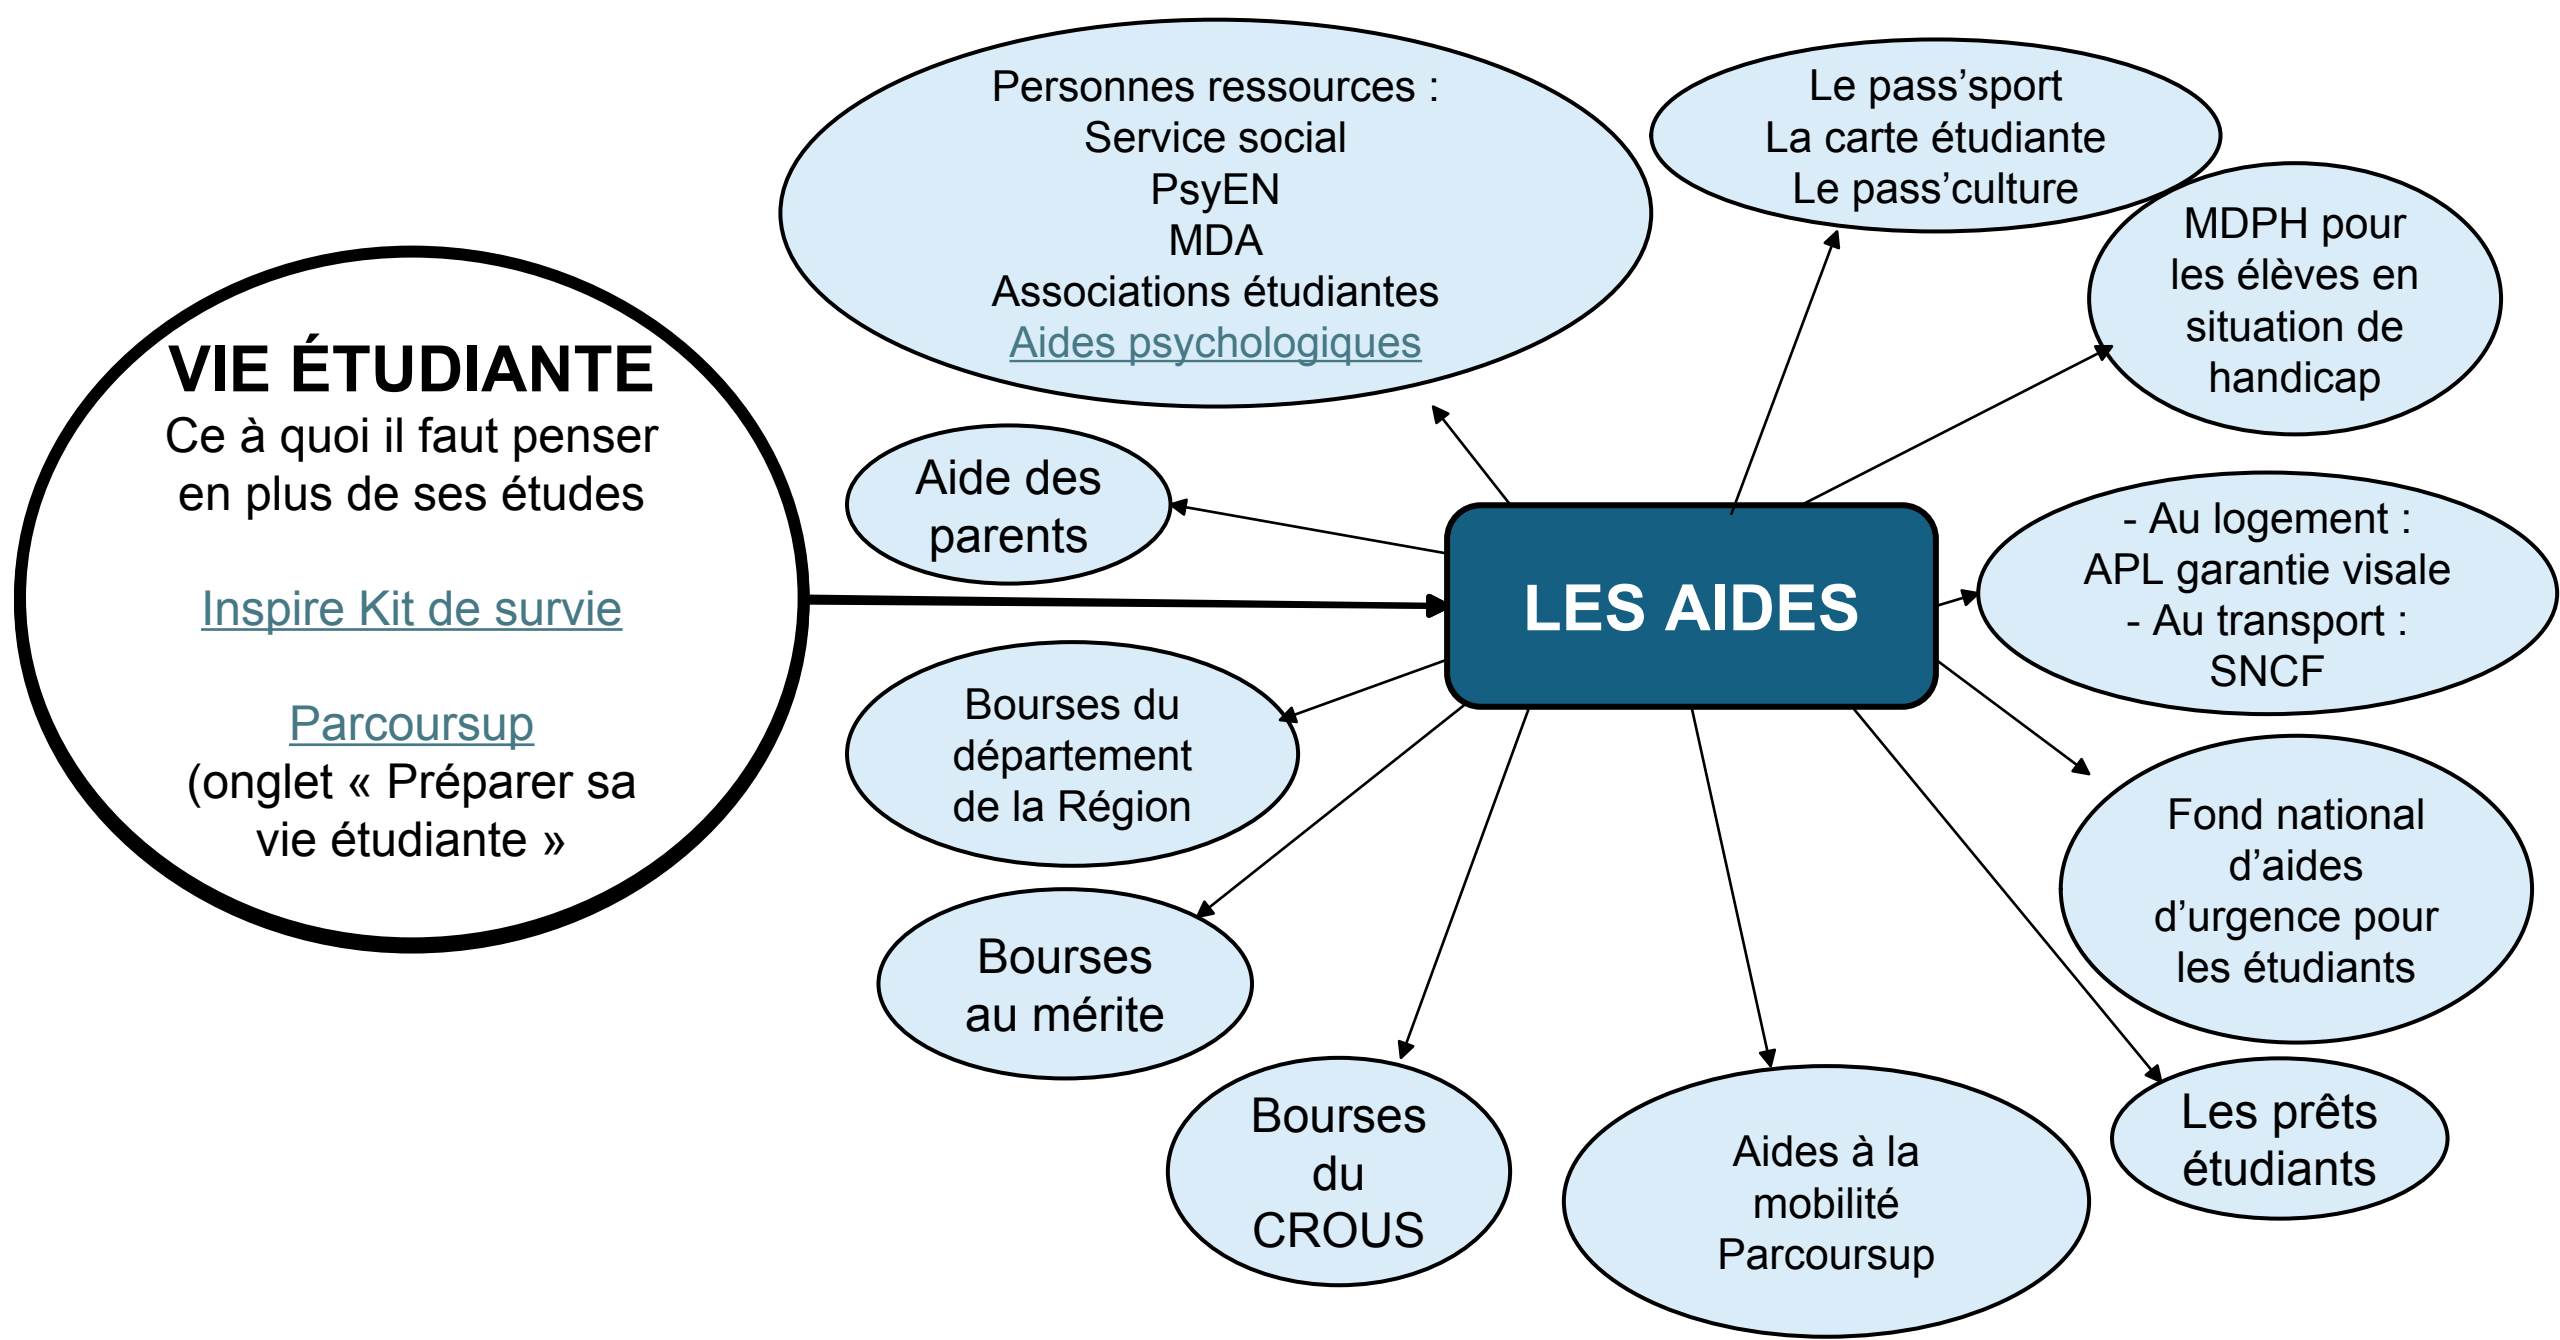 VIE ÉTUDIANTE
Ce à quoi il faut penser
en plus de ses études
Inspire Kit de survie
Parcoursup
(onglet « Préparer sa
vie étudiante »
Personnes ressources :
Service social
PsyEN
MDA
Associations étudiantes
Aides psychologiques
Le pass’sport
La carte étudiante
Le pass’culture
MDPH pour
les élèves en
situation de
handicap
Aide des
parents
LES AIDES
- Au logement :
APL garantie visale
- Au transport :
SNCF
Bourses du
département
de la Région
Fond national
d’aides
d’urgence pour
les étudiants
Bourses
au mérite
Bourses
du
CROUS
Aides à la
mobilité
Parcoursup
Les prêts
étudiants